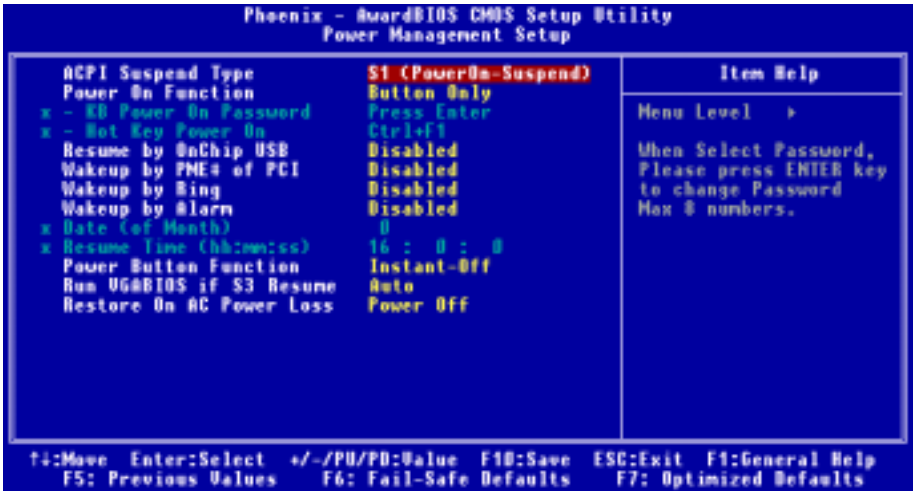 Phoenix - AwardBIOS CMOS Setup Utility
Power Management Setup
ACPI Suspend Type S1 (PowerOn-Suspend)
Power On Function Button Only
x - KB Power On Password Press Enter
x - Hot Key Power On Ctrl+F1
Resume by OnChip USB Disabled
Wakeup by PME# of PCI Disabled
Wakeup by Ring Disabled
Wakeup by Alarm Disabled
x Date (of Month) 0
x Resume Time (hh:mm:ss) 16 : 0 : 0
Power Button Function Instant-Off
Run VGABIOS if S3 Resume Auto
Restore On AC Power Loss Power Off
Item Help
Menu Level ▸
When Select Password,
Please press ENTER key
to change Password
Max 8 numbers.
↑↓:Move Enter:Select +/-/PU/PD:Value F10:Save ESC:Exit F1:General Help
F5: Previous Values F6: Fail-Safe Defaults F7: Optimized Defaults